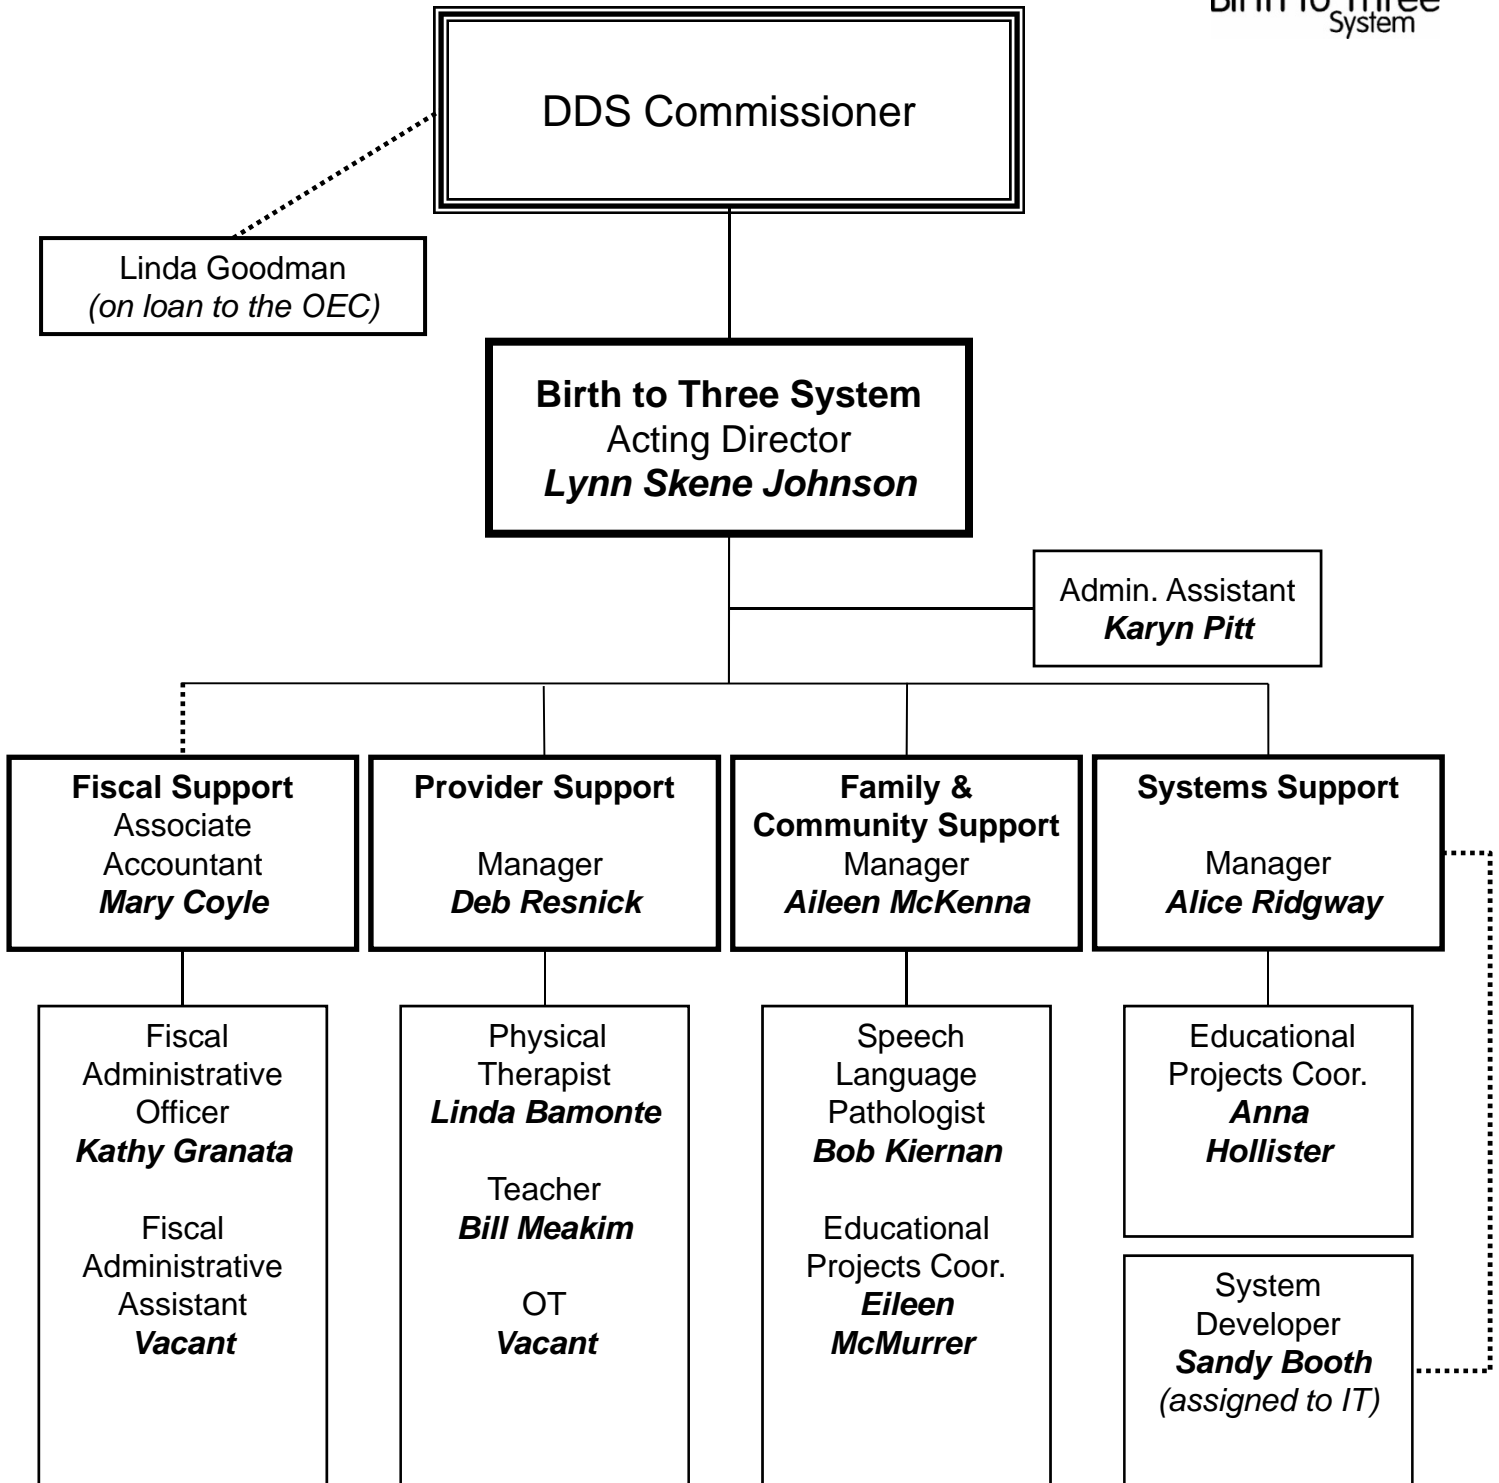 Birth to Three
System
DDS Commissioner
Linda Goodman
(on loan to the OEC)
Birth to Three System
Acting Director
Lynn Skene Johnson
Admin. Assistant
Karyn Pitt
Fiscal Support
Associate
Accountant
Mary Coyle
Provider Support
Manager
Deb Resnick
Family &
Community Support
Manager
Aileen McKenna
Systems Support
Manager
Alice Ridgway
Fiscal
Administrative
Officer
Kathy Granata
Fiscal
Administrative
Assistant
Vacant
Physical
Therapist
Linda Bamonte
Teacher
Bill Meakim
OT
Vacant
Speech
Language
Pathologist
Bob Kiernan
Educational
Projects Coor.
Eileen
McMurrer
Educational
Projects Coor.
Anna
Hollister
System
Developer
Sandy Booth
(assigned to IT)